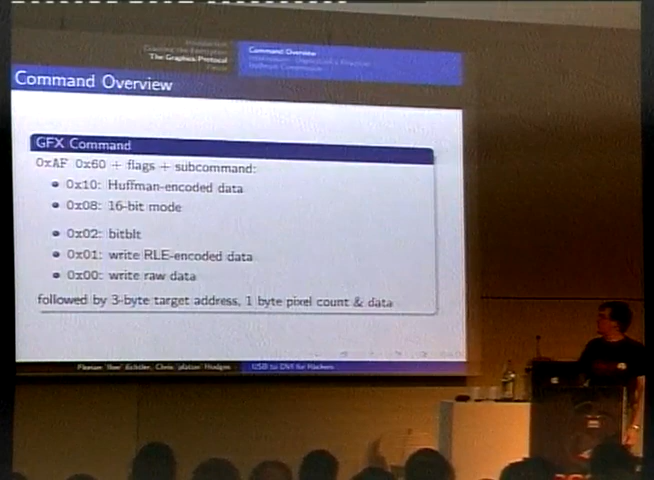 The Graphics Protocol
Command Overview
Command Overview
GFX Command
0xAF 0x60 + flags + subcommand:
0x10: Huffman-encoded data
0x08: 16-bit mode
0x02: bitblt
0x01: write RLE-encoded data
0x00: write raw data
followed by 3-byte target address, 1 byte pixel count & data
USB to DVI for Hackers